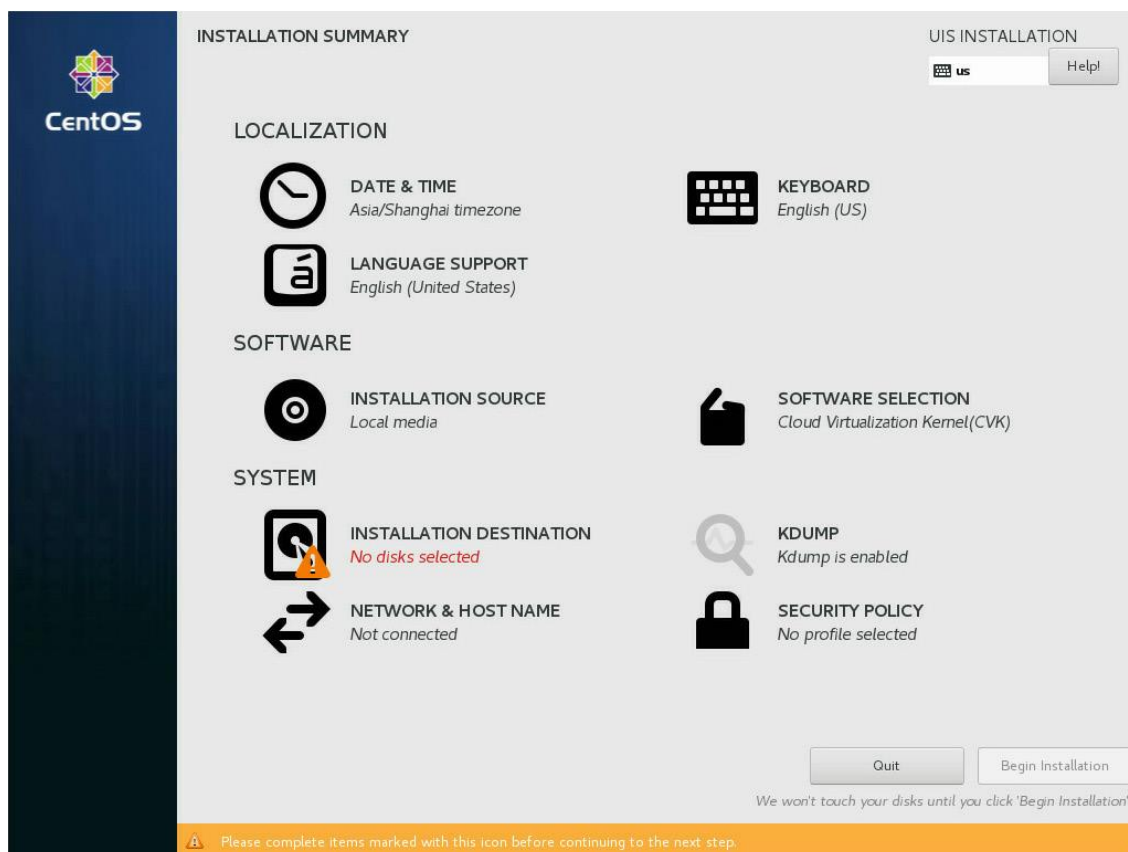 INSTALLATION SUMMARY
UIS INSTALLATION
us
Help!
CentOS
LOCALIZATION
DATE & TIME
Asia/Shanghai timezone
KEYBOARD
English (US)
á
LANGUAGE SUPPORT
English (United States)
SOFTWARE
INSTALLATION SOURCE
Local media
SOFTWARE SELECTION
Cloud Virtualization Kernel(CVK)
SYSTEM
INSTALLATION DESTINATION
No disks selected
KDUMP
Kdump is enabled
NETWORK & HOST NAME
Not connected
SECURITY POLICY
No profile selected
Quit
Begin Installation
We won't touch your disks until you click 'Begin Installation'
Please complete items marked with this icon before continuing to the next step.